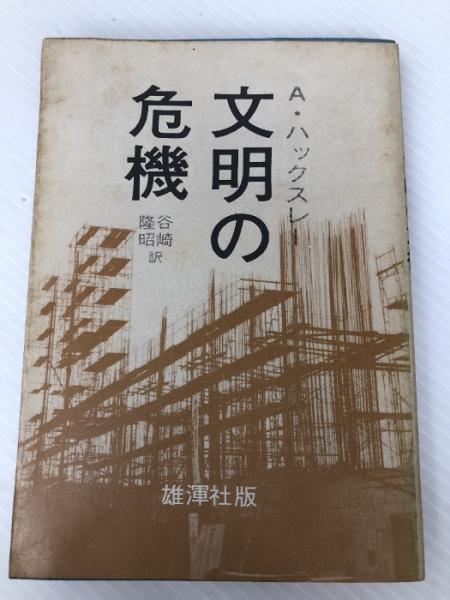 A・ハックスレー
文明の
危機
谷崎
隆昭訳
雄渾社版